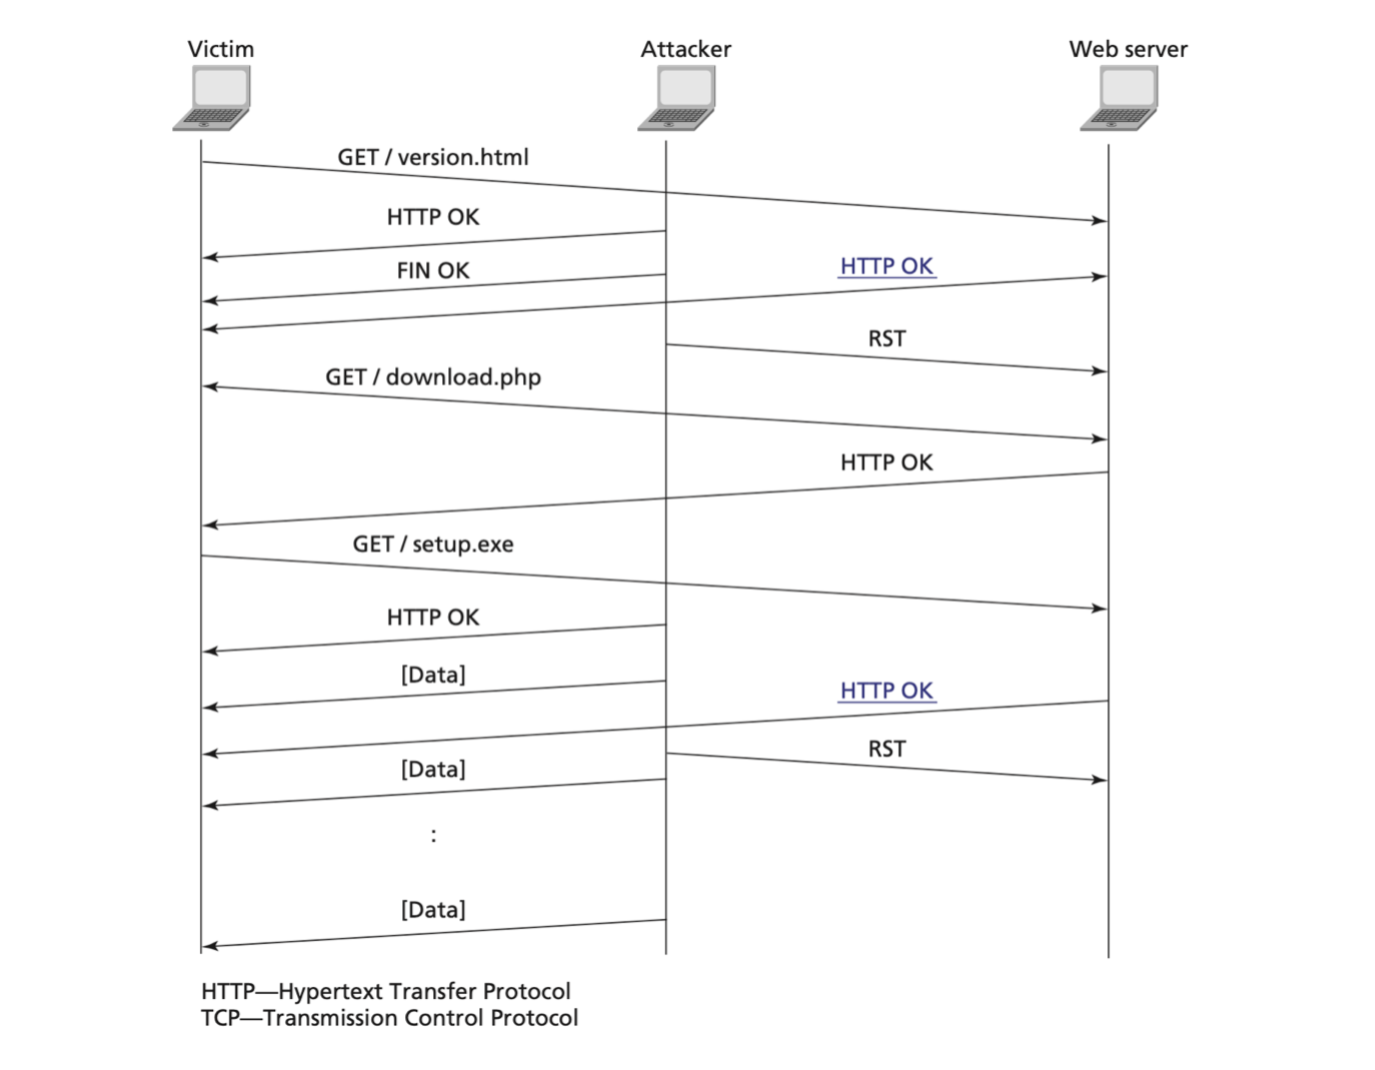 Victim
Attacker
Web server
GET / version.html
HTTP OK
FIN OK
HTTP OK
RST
GET / download.php
HTTP OK
GET / setup.exe
HTTP OK
[Data]
HTTP OK
RST
[Data]
:
[Data]
HTTP—Hypertext Transfer Protocol
TCP—Transmission Control Protocol